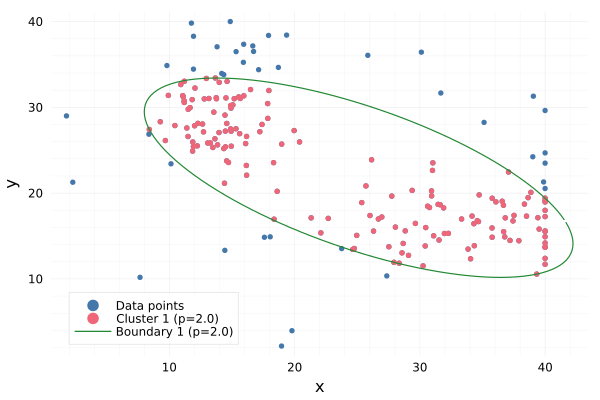 40
30
20
10
y
Data points
Cluster 1 (p=2.0)
Boundary 1 (p=2.0)
10 20 30 40
x